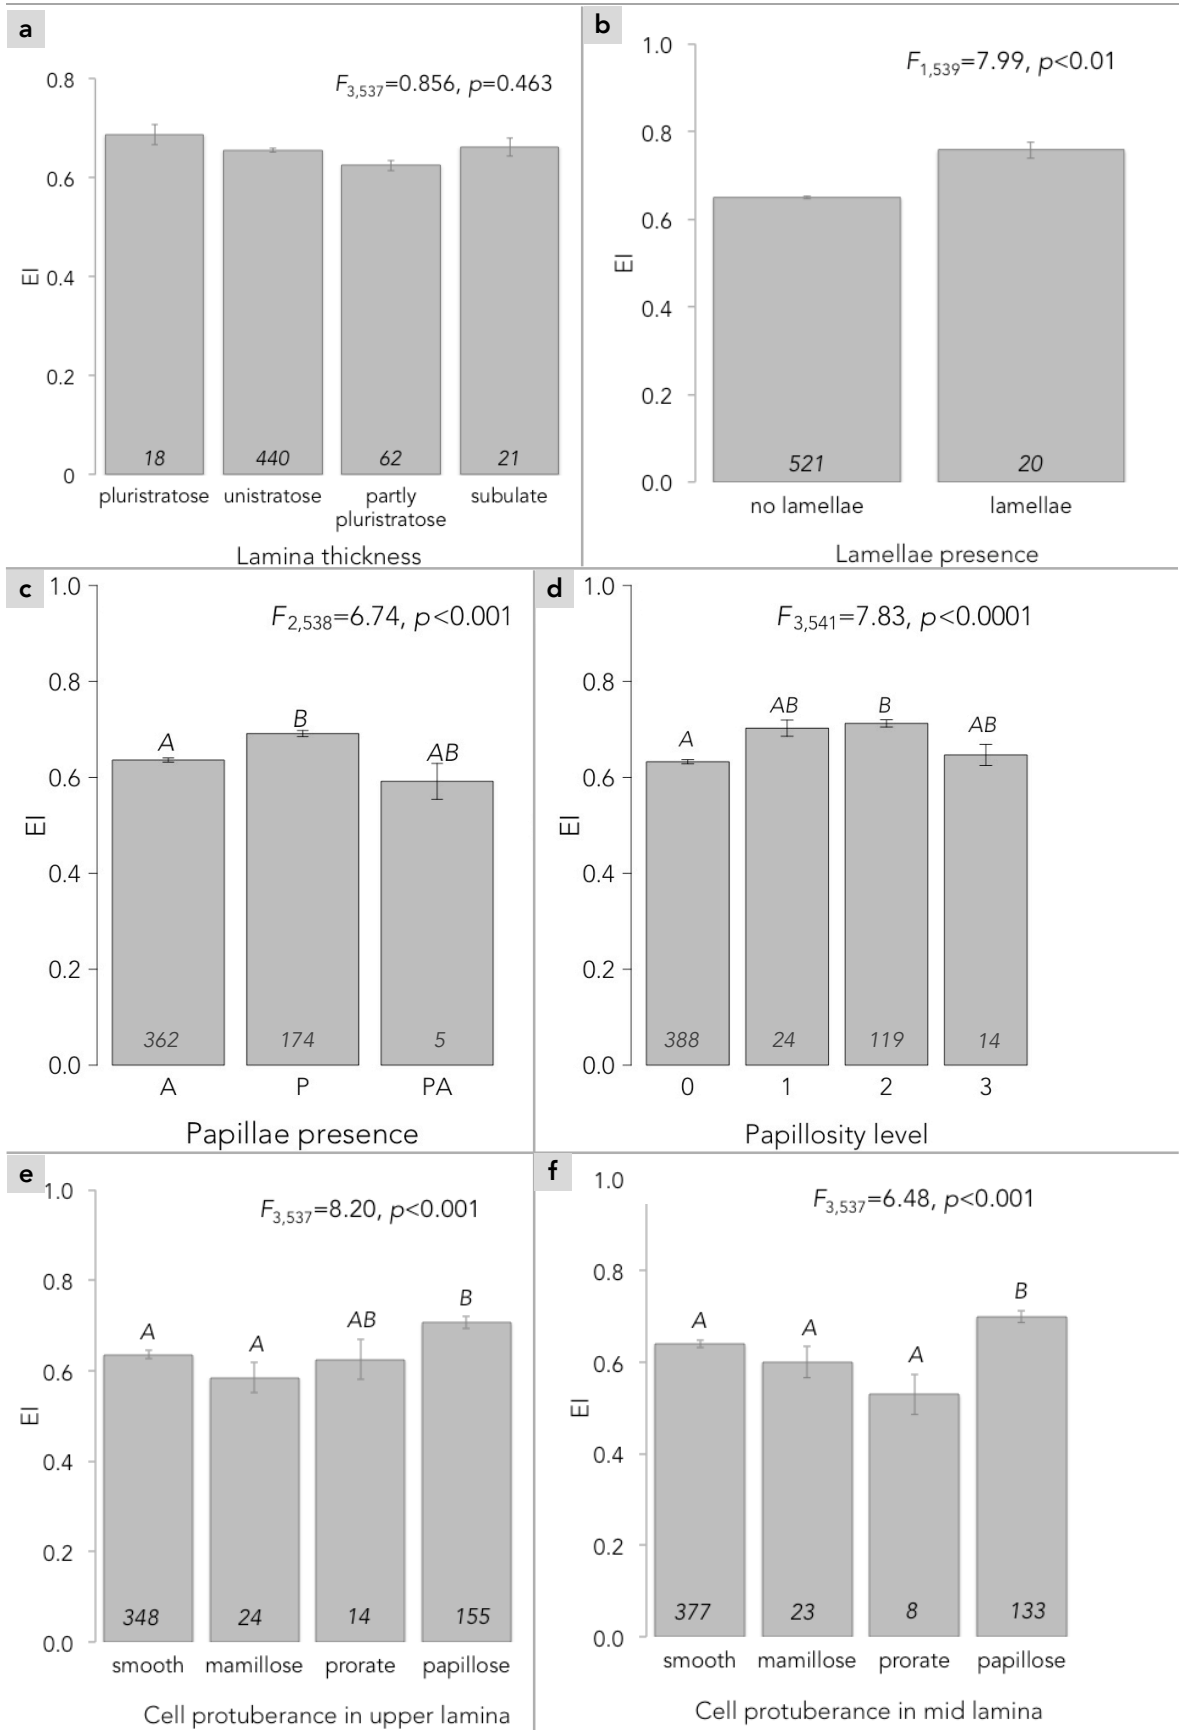 a
F3,537=0.856, p=0.463
0.8
0.6
0.4
0.2
0
EI
18
440
62
21
pluristratose
unistratose
partly
pluristratose
subulate
Lamina thickness
b
F1,539=7.99, p<0.01
1.0
0.8
0.6
0.4
0.2
0.0
EI
521
20
no lamellae
lamellae
Lamellae presence
c
F2,538=6.74, p<0.001
1.0
0.8
0.6
0.4
0.2
0.0
EI
A
B
AB
362
174
5
A
P
PA
Papillae presence
d
F3,541=7.83, p<0.0001
1.0
0.8
0.6
0.4
0.2
0.0
EI
A
AB
B
AB
388
24
119
14
0
1
2
3
Papillosity level
e
F3,537=8.20, p<0.001
1.0
0.8
0.6
0.4
0.2
0.0
EI
A
A
AB
B
348
24
14
155
smooth
mamillose
prorate
papillose
Cell protuberance in upper lamina
f
F3,537=6.48, p<0.001
1.0
0.8
0.6
0.4
0.2
0.0
EI
A
A
A
B
377
23
8
133
smooth
mamillose
prorate
papillose
Cell protuberance in mid lamina